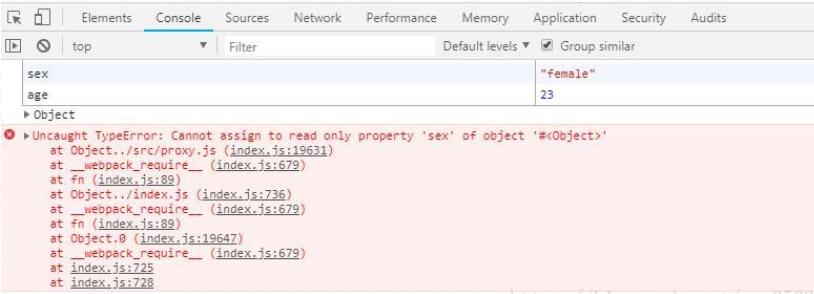 Elements Console Sources Network Performance Memory Application Security Audits
top Filter Default levels Group similar
sex "female"
age 23
Object
Uncaught TypeError: Cannot assign to read only property 'sex' of object '#<Object>'
at Object../src/proxy.js (index.js:19631)
at __webpack_require__ (index.js:679)
at fn (index.js:89)
at Object../index.js (index.js:736)
at __webpack_require__ (index.js:679)
at fn (index.js:89)
at Object.0 (index.js:19647)
at __webpack_require__ (index.js:679)
at index.js:725
at index.js:728